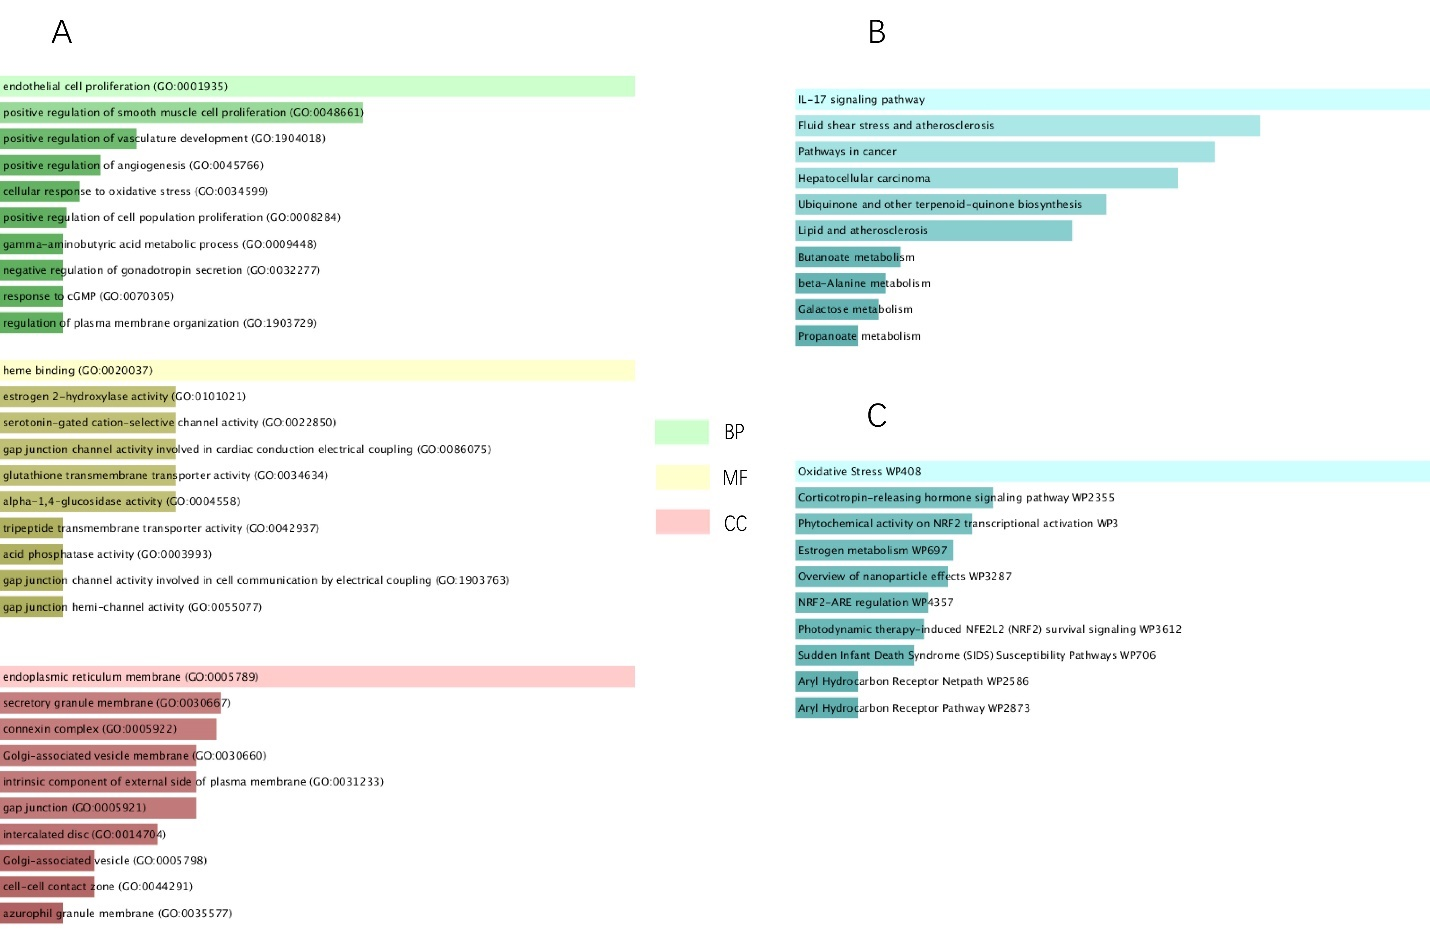 A
endothelial cell proliferation (GO:0001935)
positive regulation of smooth muscle cell proliferation (GO:0048661)
positive regulation of vasculature development (GO:1904018)
positive regulation of angiogenesis (GO:0045766)
cellular response to oxidative stress (GO:0034599)
positive regulation of cell population proliferation (GO:0008284)
gamma-aminobutyric acid metabolic process (GO:0009448)
negative regulation of gonadotropin secretion (GO:0032277)
response to cGMP (GO:0070305)
regulation of plasma membrane organization (GO:1903729)
heme binding (GO:0020037)
estrogen 2-hydroxylase activity (GO:0101021)
serotonin-gated cation-selective channel activity (GO:0022850)
gap junction channel activity involved in cardiac conduction electrical coupling (GO:0086075)
glutathione transmembrane transporter activity (GO:0034634)
alpha-1,4-glucosidase activity (GO:0004558)
tripeptide transmembrane transporter activity (GO:0042937)
acid phosphatase activity (GO:0003993)
gap junction channel activity involved in cell communication by electrical coupling (GO:1903763)
gap junction hemi-channel activity (GO:0055077)
endoplasmic reticulum membrane (GO:0005789)
secretory granule membrane (GO:0030667)
connexin complex (GO:0005922)
Golgi-associated vesicle membrane (GO:0030660)
intrinsic component of external side of plasma membrane (GO:0031233)
gap junction (GO:0005921)
intercalated disc (GO:0014704)
Golgi-associated vesicle (GO:0005798)
cell-cell contact zone (GO:0044291)
azurophil granule membrane (GO:0035577)
BP
MF
CC
B
IL-17 signaling pathway
Fluid shear stress and atherosclerosis
Pathways in cancer
Hepatocellular carcinoma
Ubiquinone and other terpenoid-quinone biosynthesis
Lipid and atherosclerosis
Butanoate metabolism
beta-Alanine metabolism
Galactose metabolism
Propanoate metabolism
C
Oxidative Stress WP408
Corticotropin-releasing hormone signaling pathway WP2355
Phytochemical activity on NRF2 transcriptional activation WP3
Estrogen metabolism WP697
Overview of nanoparticle effects WP3287
NRF2-ARE regulation WP4357
Photodynamic therapy-induced NFE2L2 (NRF2) survival signaling WP3612
Sudden Infant Death Syndrome (SIDS) Susceptibility Pathways WP706
Aryl Hydrocarbon Receptor Netpath WP2586
Aryl Hydrocarbon Receptor Pathway WP2873